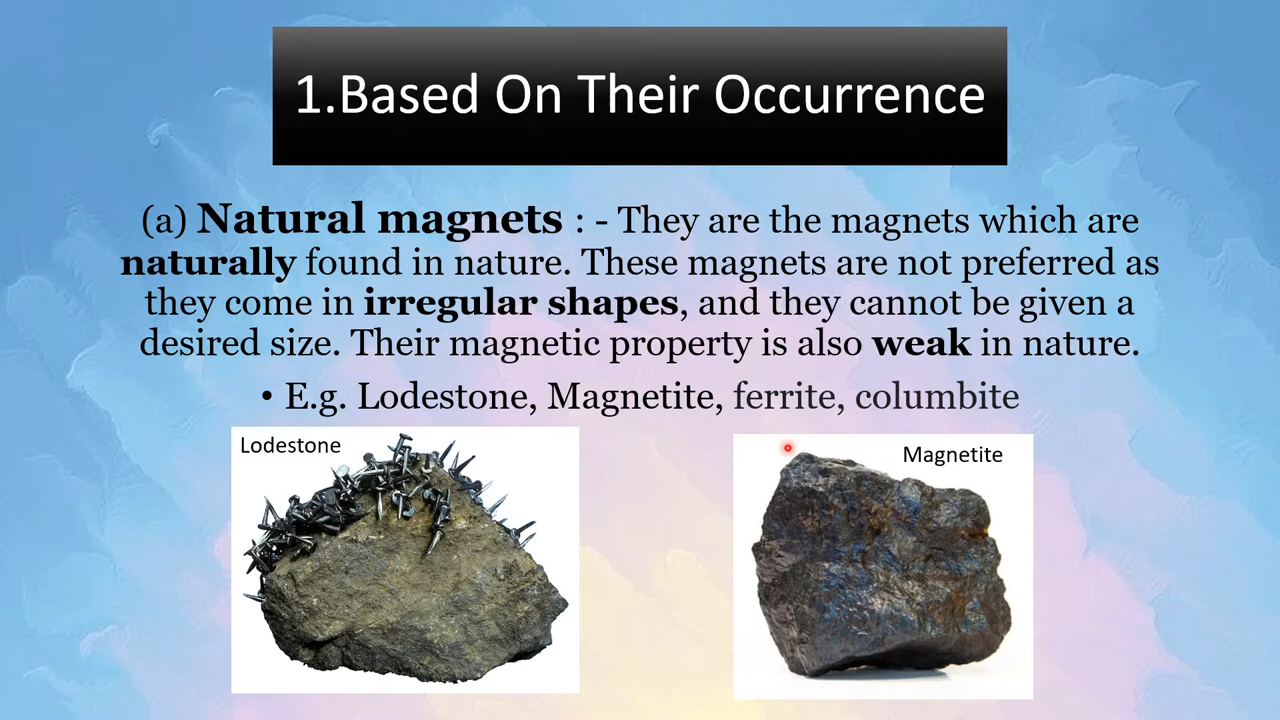 1.Based On Their Occurrence
(a) Natural magnets : - They are the magnets which are
naturally found in nature. These magnets are not preferred as
they come in irregular shapes, and they cannot be given a
desired size. Their magnetic property is also weak in nature.
• E.g. Lodestone, Magnetite, ferrite, columbite
Lodestone
Magnetite